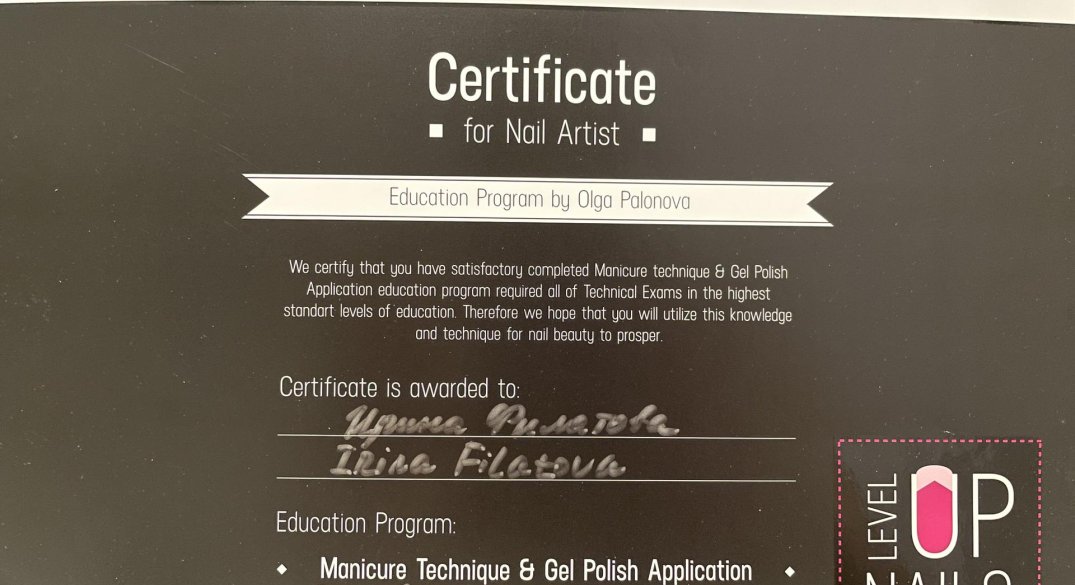 Certificate
for Nail Artist
Education Program by Olga Palonova
We certify that you have satisfactory completed Manicure technique & Gel Polish
Application education program required all of Technical Exams in the highest
standart levels of education. Therefore we hope that you will utilize this knowledge
and technique for nail beauty to prosper.
Certificate is awarded to:
Ирина Филатова
Irina Filatova
Education Program:
Manicure Technique & Gel Polish Application
LEVEL
UP
NAILS